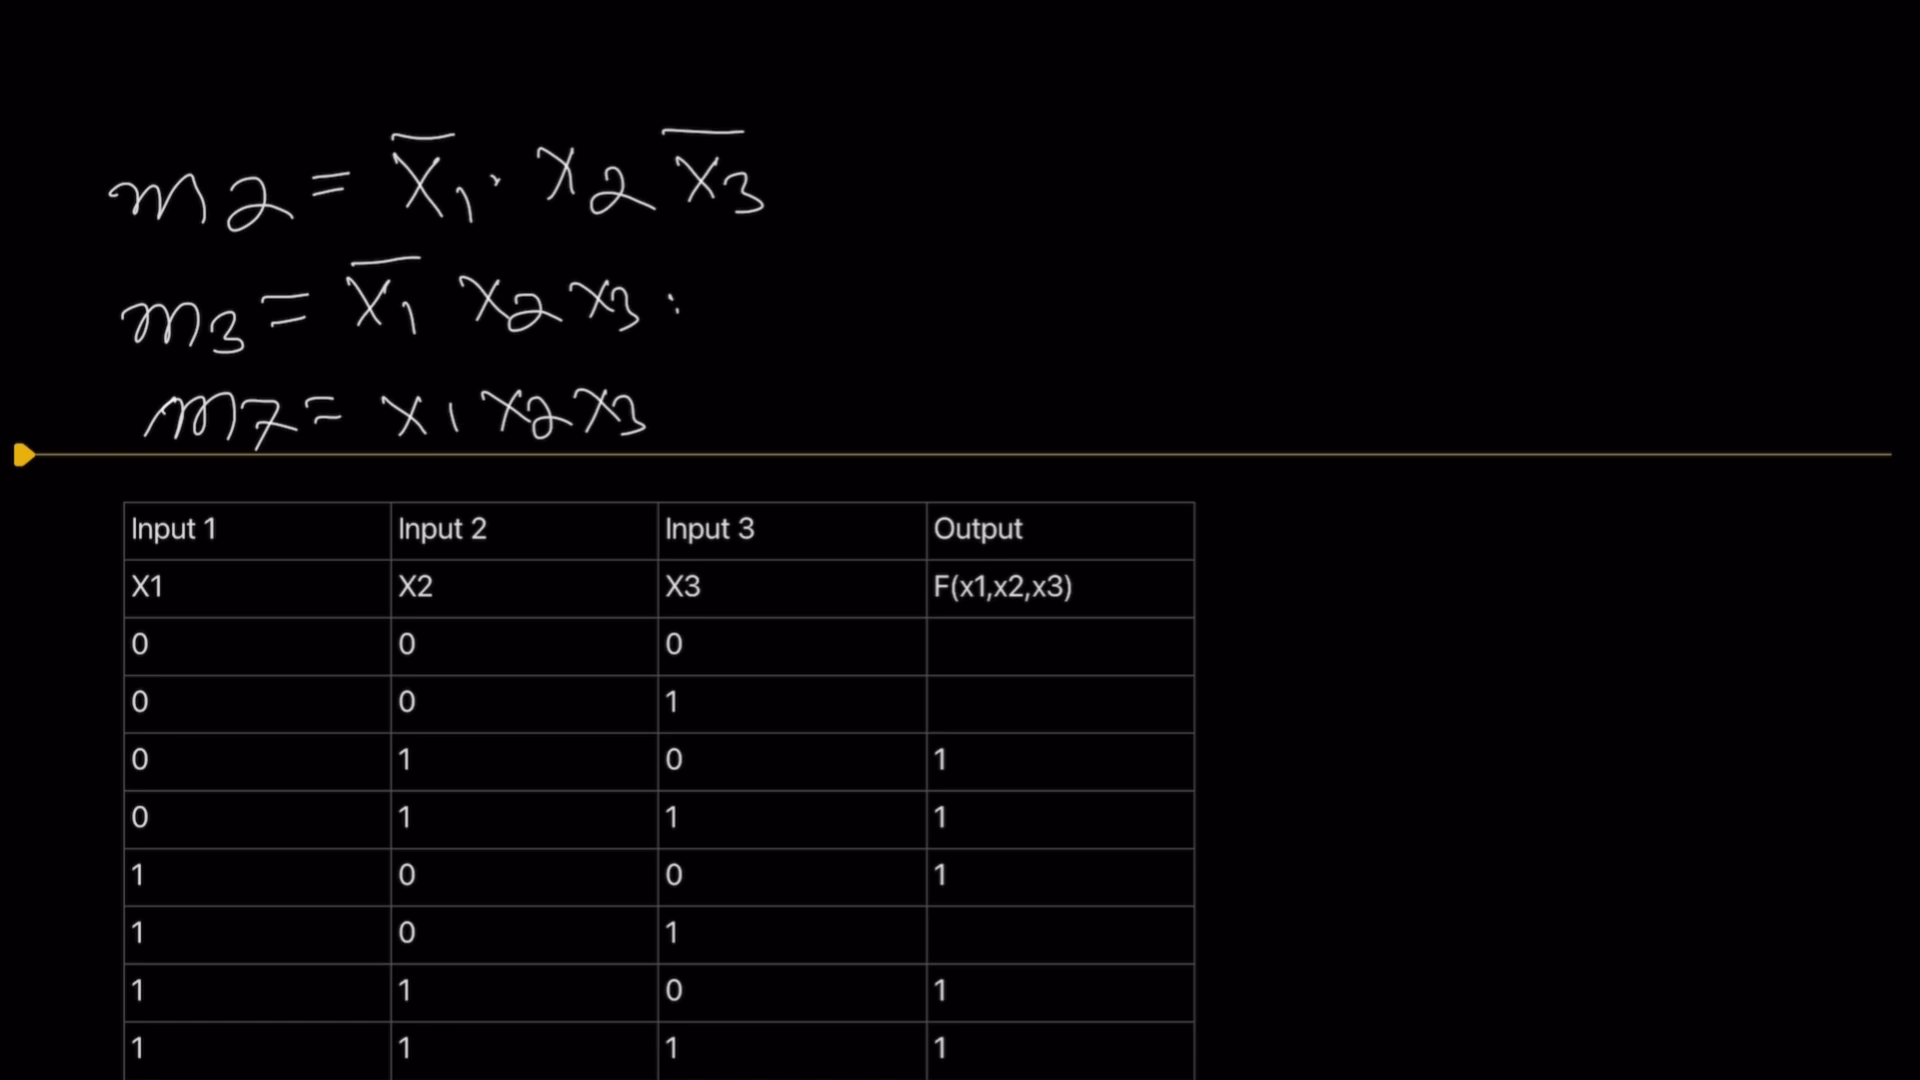 m2 = X̅1 · x2 x̅3
m3 = X̅1 x2 x3 :
m7 = x1 x2 x3
Input 1 Input 2 Input 3 Output
X1 X2 X3 F(x1,x2,x3)
0 0 0
0 0 1
0 1 0 1
0 1 1 1
1 0 0 1
1 0 1
1 1 0 1
1 1 1 1